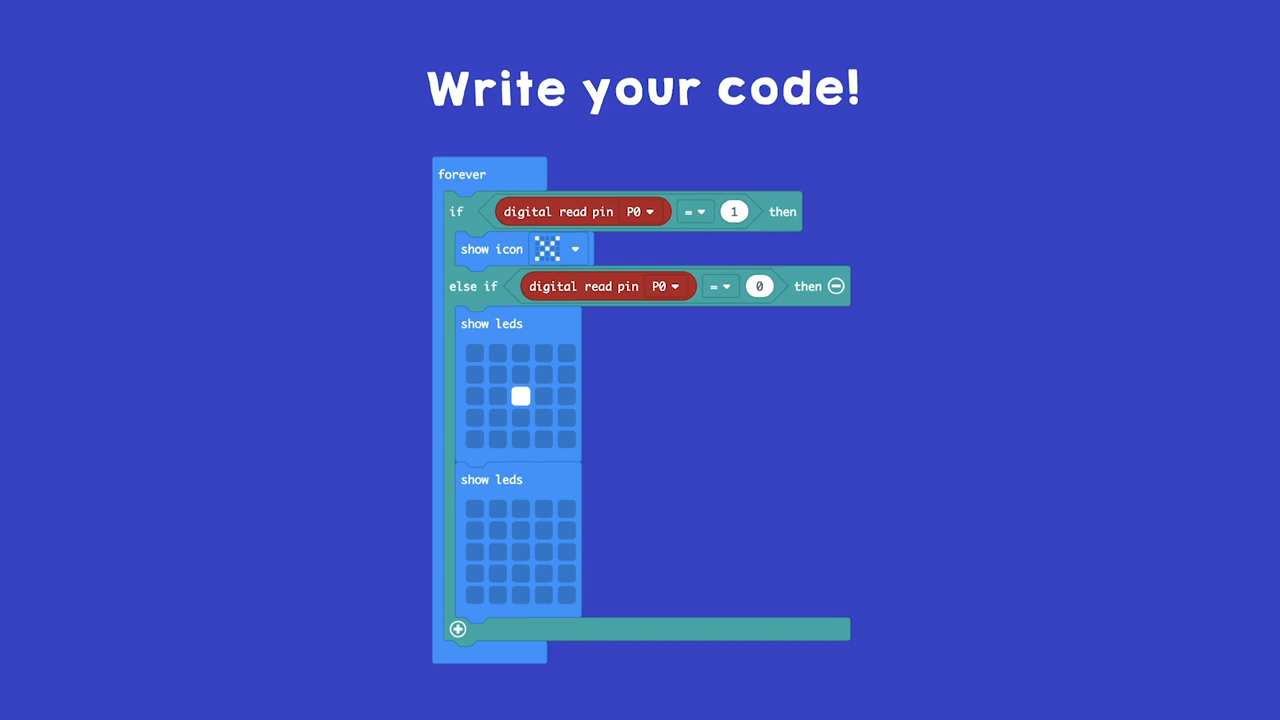 Write your code!
forever
if digital read pin P0 = 1 then
show icon
else if digital read pin P0 = 0 then
show leds
show leds